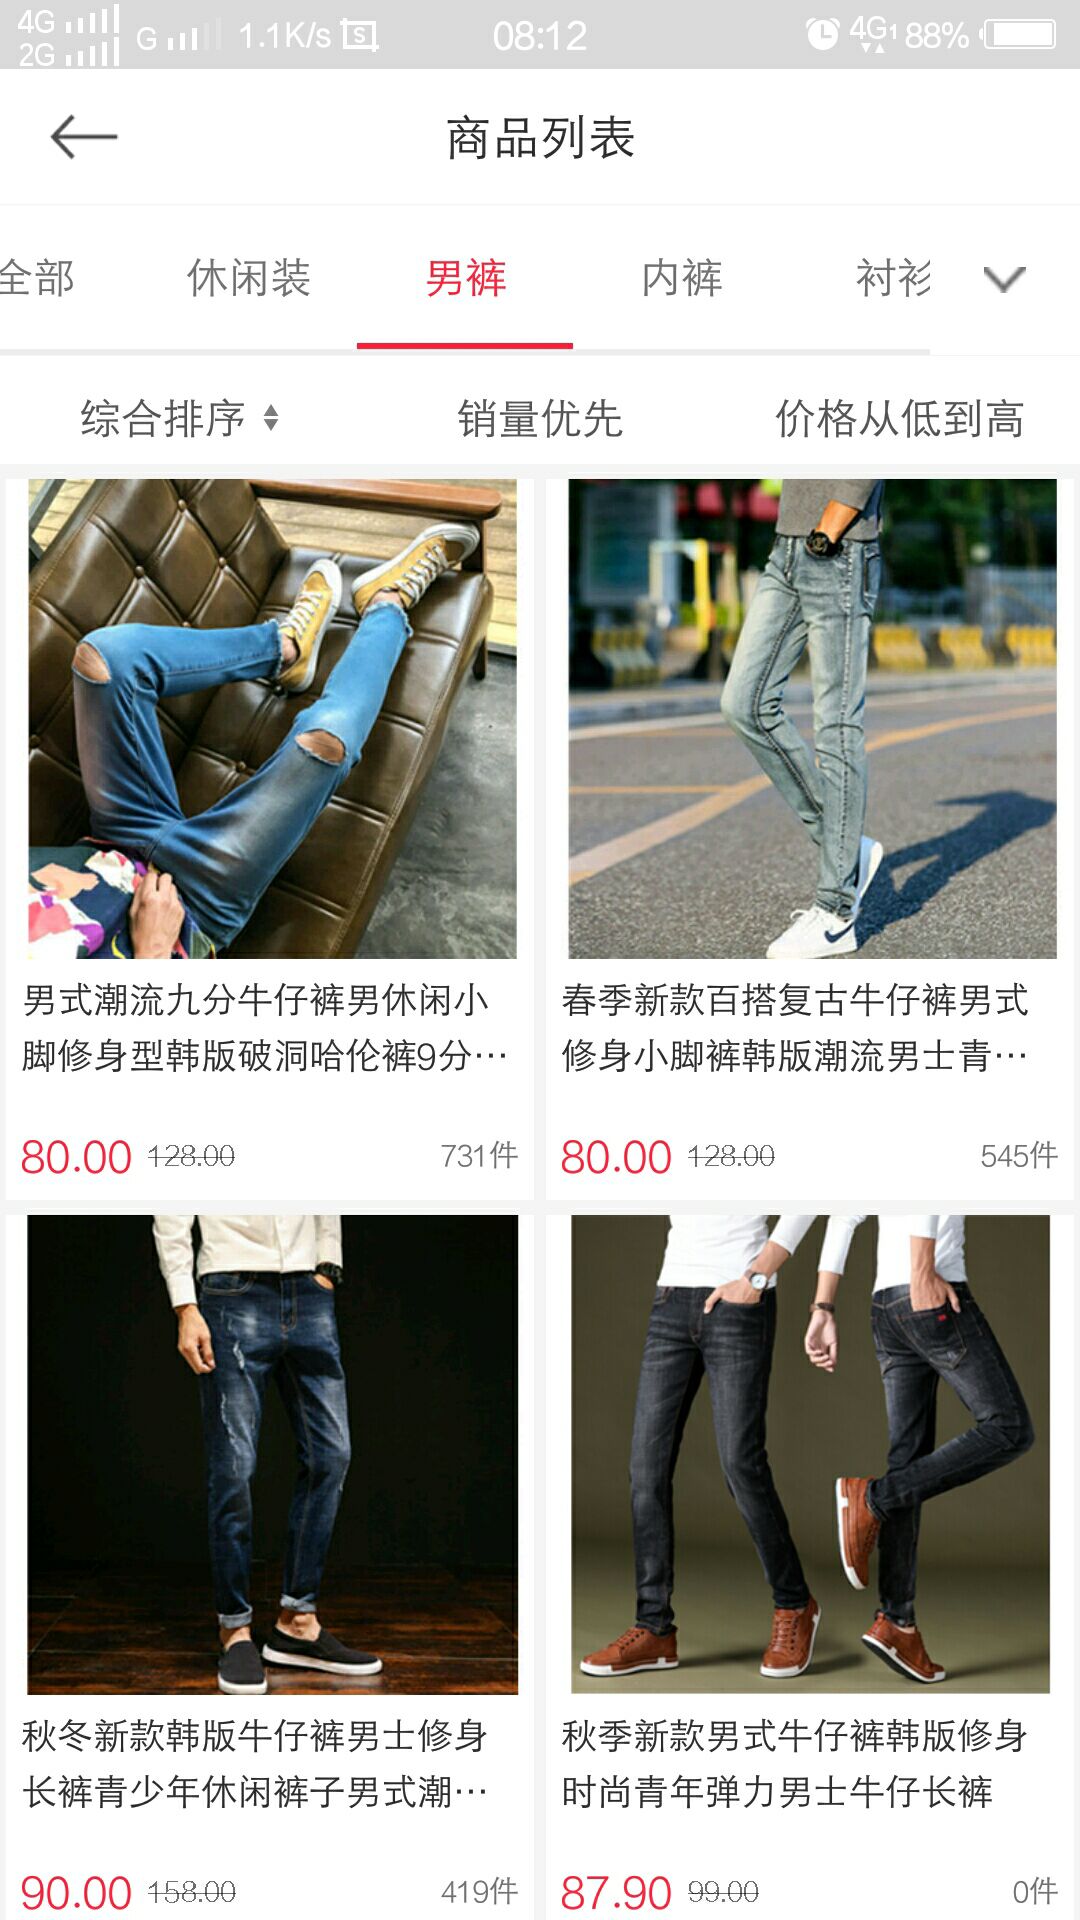 4G
2G
G
1.1K/s
S
08:12
4G1
88%
商品列表
全部
休闲装
男裤
内裤
衬衫
综合排序
销量优先
价格从低到高
男式潮流九分牛仔裤男休闲小
脚修身型韩版破洞哈伦裤9分…
80.00 128.00 731件
春季新款百搭复古牛仔裤男式
修身小脚裤韩版潮流男士青…
80.00 128.00 545件
秋冬新款韩版牛仔裤男士修身
长裤青少年休闲裤子男式潮…
90.00 158.00 419件
秋季新款男式牛仔裤韩版修身
时尚青年弹力男士牛仔长裤
87.90 99.00 0件